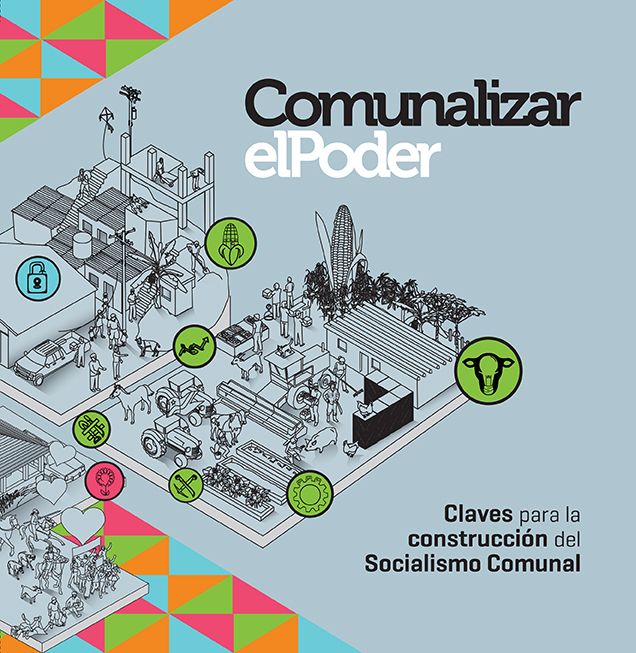 Comunalizar
elPoder
Claves para la
construcción del
Socialismo Comunal